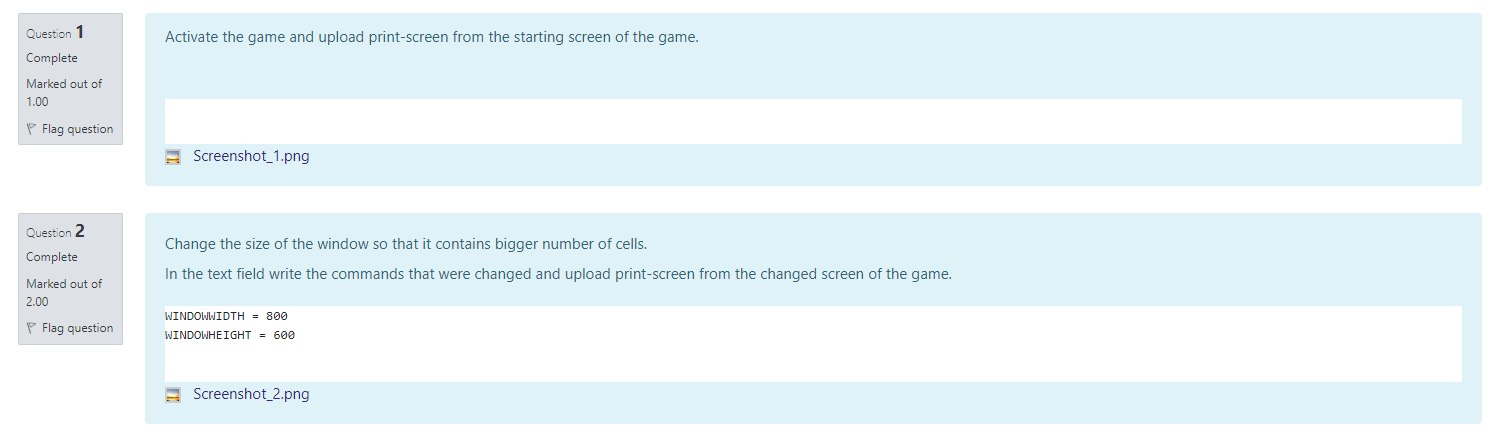 Question 1
Complete
Marked out of
1.00
Flag question
Activate the game and upload print-screen from the starting screen of the game.
Screenshot_1.png
Question 2
Complete
Marked out of
2.00
Flag question
Change the size of the window so that it contains bigger number of cells.
In the text field write the commands that were changed and upload print-screen from the changed screen of the game.
WINDOWWIDTH = 800
WINDOWHEIGHT = 600
Screenshot_2.png